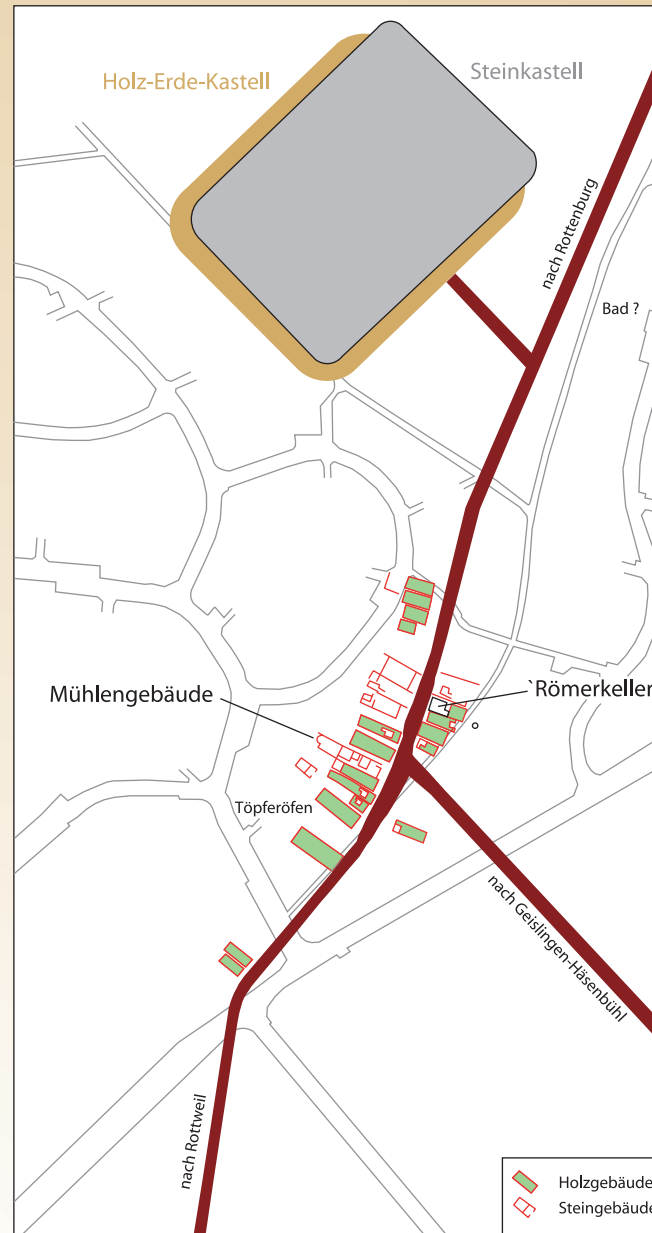 Holz-Erde-Kastell
Steinkastell
nach Rottenburg
Bad ?
Mühlengebäude
`Römerkeller
Töpferöfen
nach Geislingen-Häsenbühl
nach Rottweil
Holzgebäude
Steingebäude